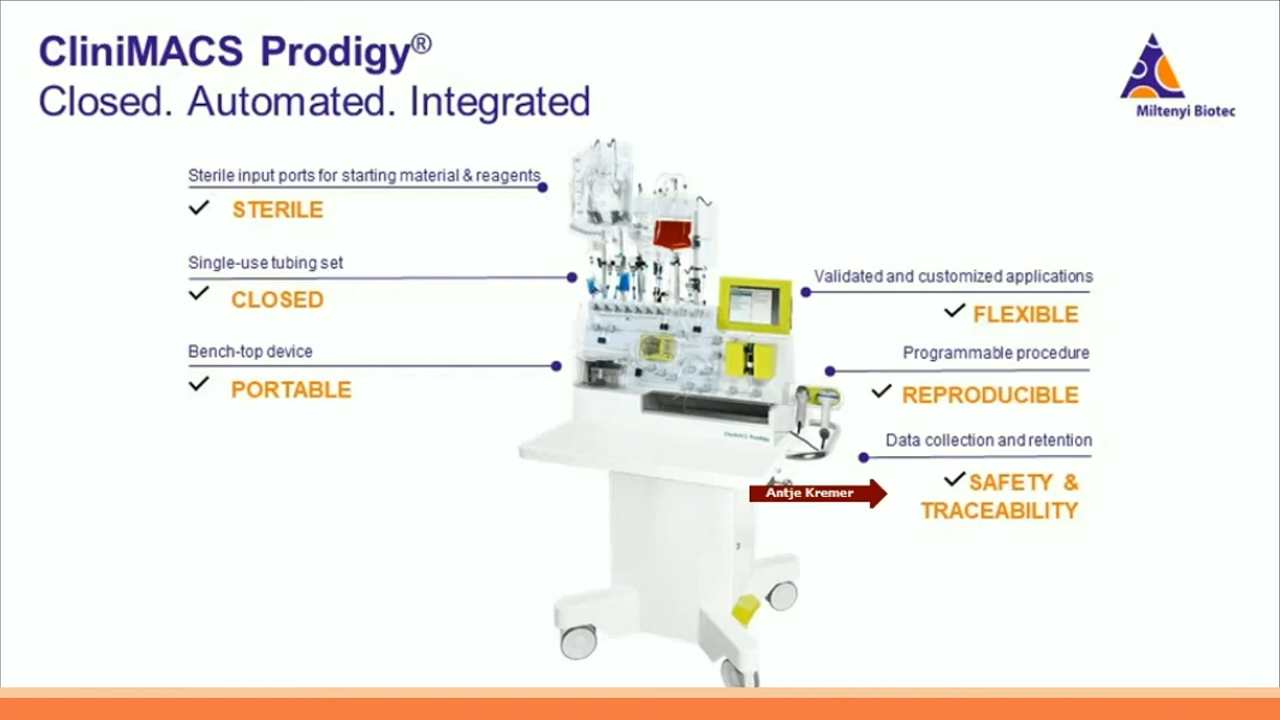 CliniMACS Prodigy®
Closed. Automated. Integrated
Miltenyi Biotec
Sterile input ports for starting material & reagents
STERILE
Single-use tubing set
CLOSED
Bench-top device
PORTABLE
Validated and customized applications
FLEXIBLE
Programmable procedure
REPRODUCIBLE
Data collection and retention
SAFETY &
TRACEABILITY
CliniMACS Prodigy
Antje Kremer